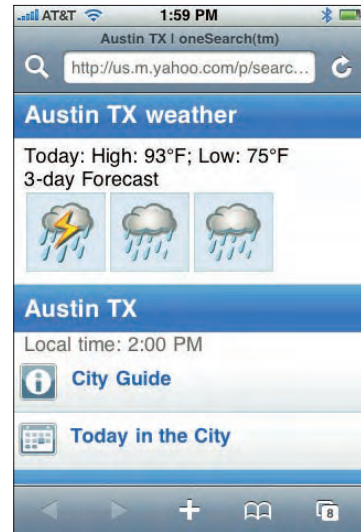 AT&T 1:59 PM
Austin TX | oneSearch(tm)
http://us.m.yahoo.com/p/searc...
Austin TX weather
Today: High: 93°F; Low: 75°F
3-day Forecast
Austin TX
Local time: 2:00 PM
City Guide
Today in the City
8